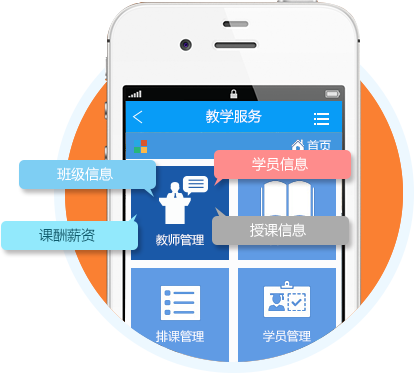 教学服务
首页
学员信息
班级信息
授课信息
课酬薪资
教师管理
排课管理
学员管理